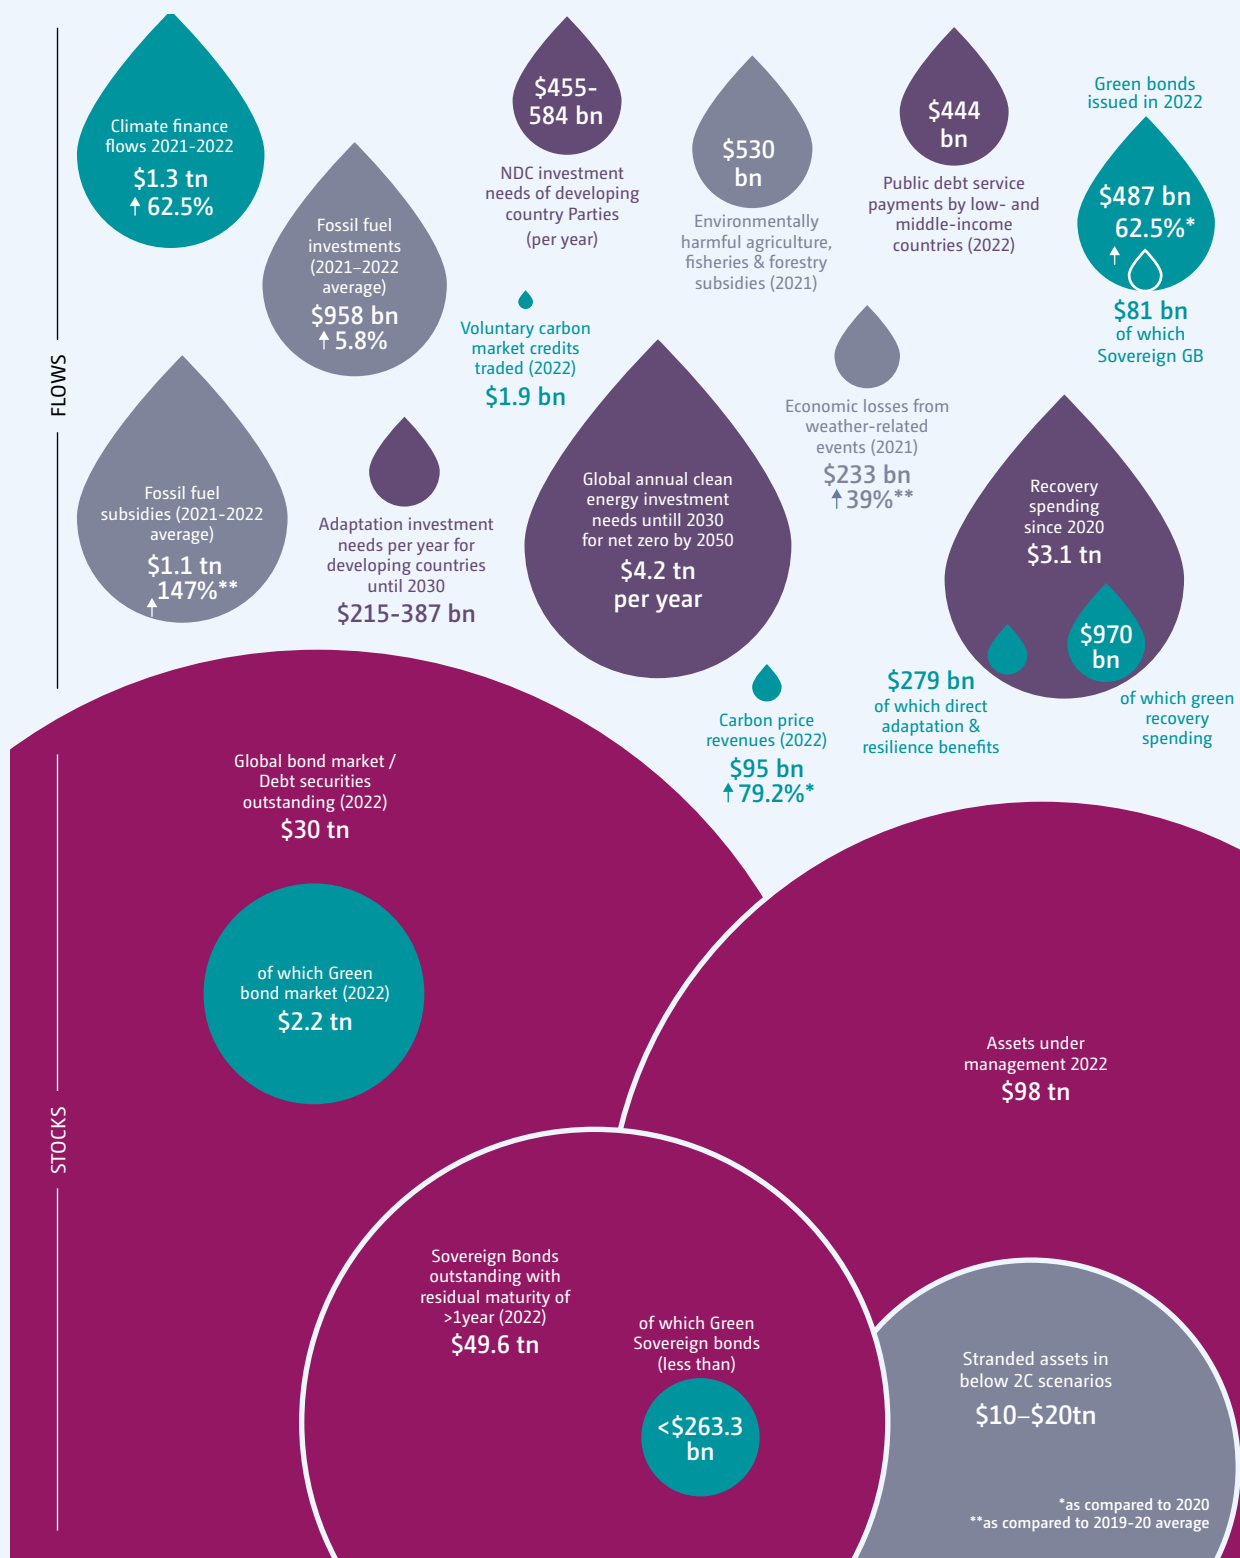 FLOWS
Climate finance
flows 2021-2022
$1.3 tn
↑ 62.5%
Fossil fuel
investments
(2021–2022
average)
$958 bn
↑ 5.8%
$455-
584 bn
NDC investment
needs of developing
country Parties
(per year)
$530
bn
Environmentally
harmful agriculture,
fisheries & forestry
subsidies (2021)
$444
bn
Public debt service
payments by low- and
middle-income
countries (2022)
Green bonds
issued in 2022
$487 bn
↑ 62.5%*
$81 bn
of which
Sovereign GB
Voluntary carbon
market credits
traded (2022)
$1.9 bn
Economic losses from
weather-related
events (2021)
$233 bn
↑ 39%**
Fossil fuel
subsidies (2021-2022
average)
$1.1 tn
↑ 147%**
Adaptation investment
needs per year for
developing countries
until 2030
$215-387 bn
Global annual clean
energy investment
needs untill 2030
for net zero by 2050
$4.2 tn
per year
Recovery
spending
since 2020
$3.1 tn
$970
bn
of which green
recovery
spending
$279 bn
of which direct
adaptation &
resilience benefits
Carbon price
revenues (2022)
$95 bn
↑ 79.2%*
STOCKS
Global bond market /
Debt securities
outstanding (2022)
$30 tn
of which Green
bond market (2022)
$2.2 tn
Assets under
management 2022
$98 tn
Sovereign Bonds
outstanding with
residual maturity of
>1year (2022)
$49.6 tn
of which Green
Sovereign bonds
(less than)
<$263.3
bn
Stranded assets in
below 2C scenarios
$10–$20tn
*as compared to 2020
**as compared to 2019-20 average